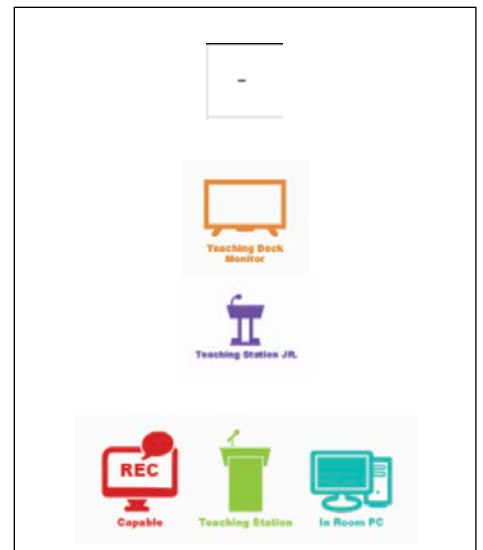 -
Teaching Dock
Monitor
Teaching Station JR.
REC
Capable
Teaching Station
In Room PC